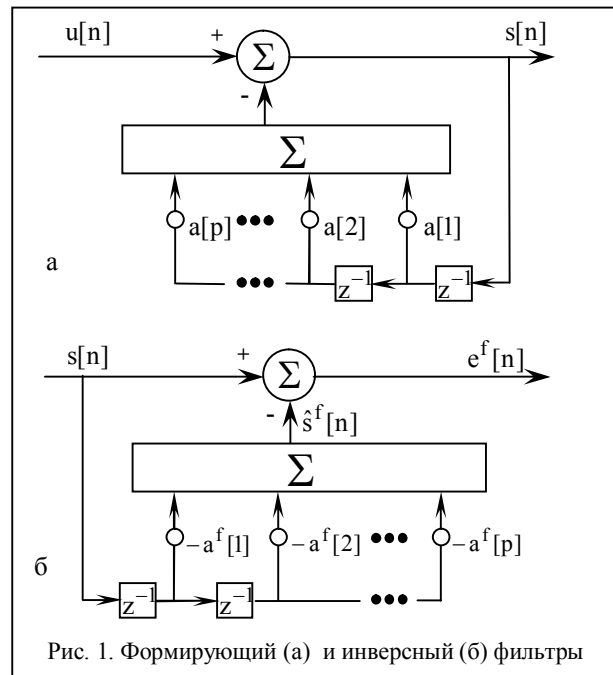 u[n] + s[n]
Σ
-
Σ
a[p] ••• a[2] a[1]
а
••• z⁻¹ z⁻¹
s[n] + eᶠ[n]
Σ
- ŝᶠ[n]
Σ
−aᶠ[1] −aᶠ[2] ••• −aᶠ[p]
б
z⁻¹ z⁻¹ •••
Рис. 1. Формирующий (а) и инверсный (б) фильтры